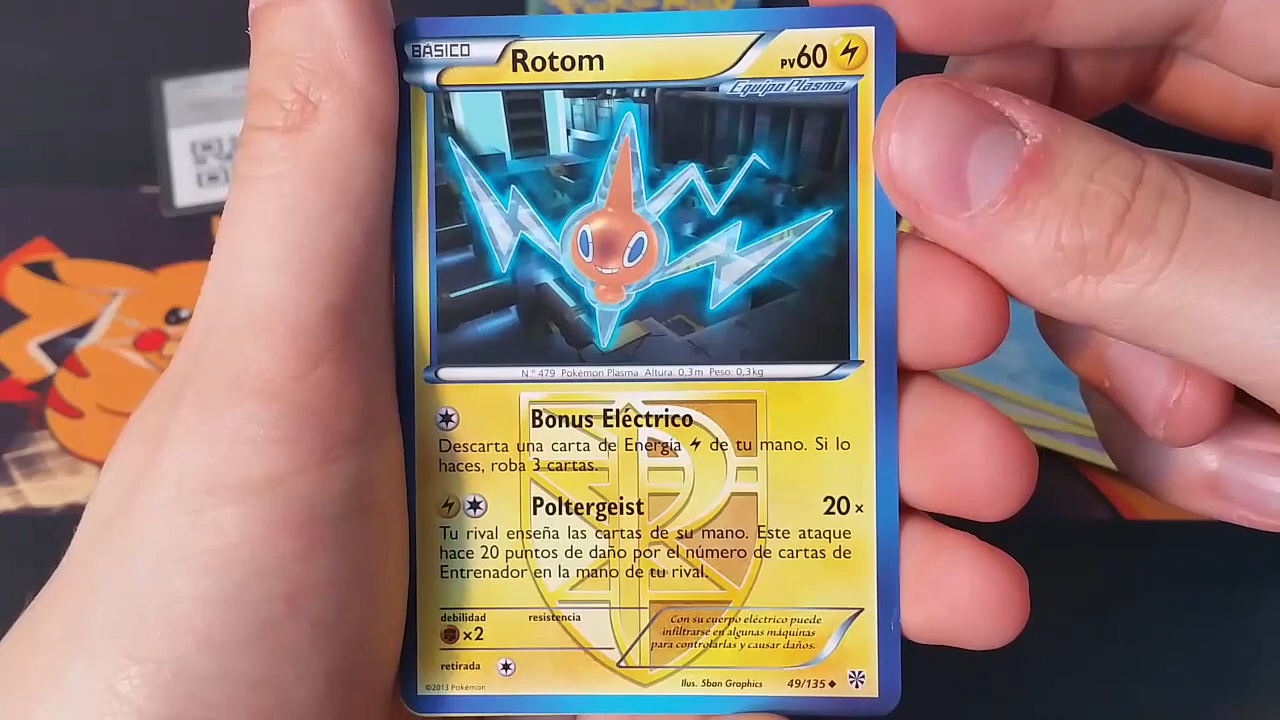 BÁSICO
Rotom
PV60
Equipo Plasma
N.º 479 Pokémon Plasma Altura 0,3m Peso: 0,3kg
Bonus Eléctrico
Descarta una carta de Energía de tu mano. Si lo
haces, roba 3 cartas.
Poltergeist 20×
Tu rival enseña las cartas de su mano. Este ataque
hace 20 puntos de daño por el número de cartas de
Entrenador en la mano de tu rival.
debilidad resistencia
×2
Con su cuerpo eléctrico puede
infiltrarse en algunas máquinas
para controlarlas y causar daños.
retirada
©2013 Pokémon
Ilus. 5ban Graphics
49/135